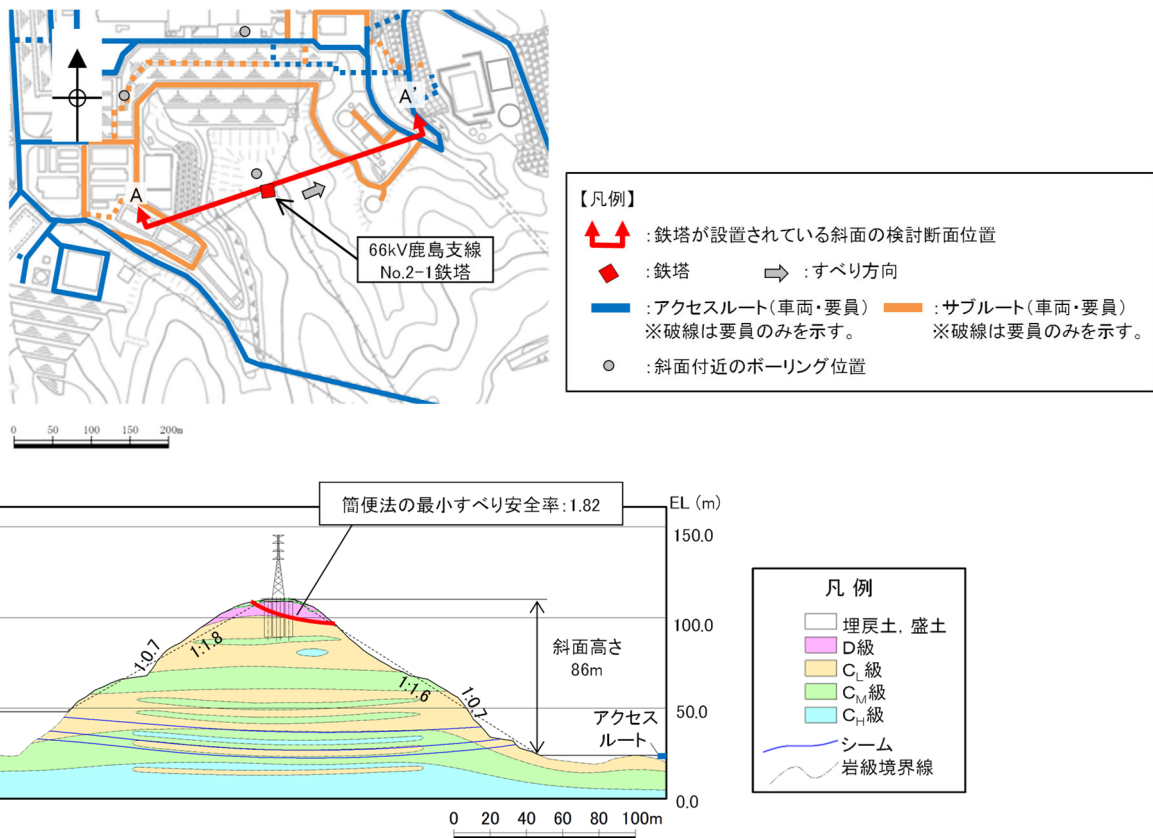 A
A'
66kV鹿島支線
No.2-1鉄塔
【凡例】
:鉄塔が設置されている斜面の検討断面位置
:鉄塔
:すべり方向
:アクセスルート(車両・要員)
※破線は要員のみを示す。
:サブルート(車両・要員)
※破線は要員のみを示す。
:斜面付近のボーリング位置
0 50 100 150 200m
簡便法の最小すべり安全率:1.82
EL (m)
150.0
100.0
50.0
0.0
1:0.7
1:1.8
1:1.6
1:0.7
斜面高さ
86m
アクセス
ルート
0 20 40 60 80 100m
凡 例
埋戻土, 盛土
D級
CL級
CM級
CH級
シーム
岩級境界線